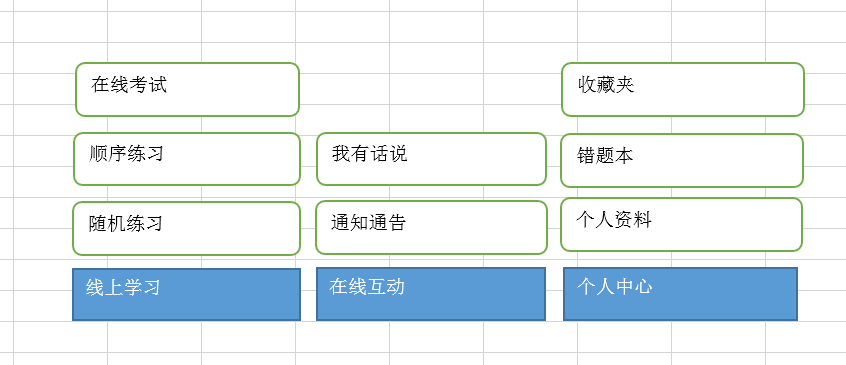 在线考试
收藏夹
顺序练习
我有话说
错题本
随机练习
通知通告
个人资料
线上学习
在线互动
个人中心